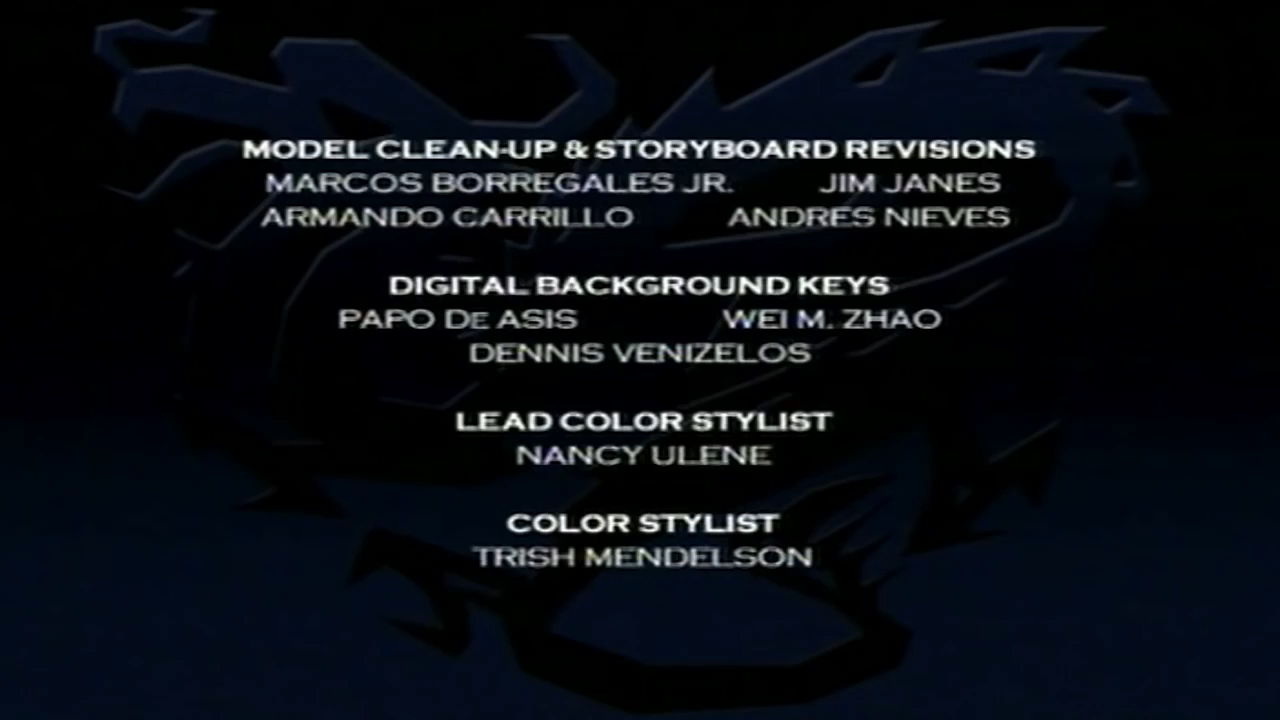 MODEL CLEAN-UP & STORYBOARD REVISIONS
MARCOS BORREGALES JR. JIM JANES
ARMANDO CARRILLO ANDRES NIEVES
DIGITAL BACKGROUND KEYS
PAPO DE ASIS WEI M. ZHAO
DENNIS VENIZELOS
LEAD COLOR STYLIST
NANCY ULENE
COLOR STYLIST
TRISH MENDELSON